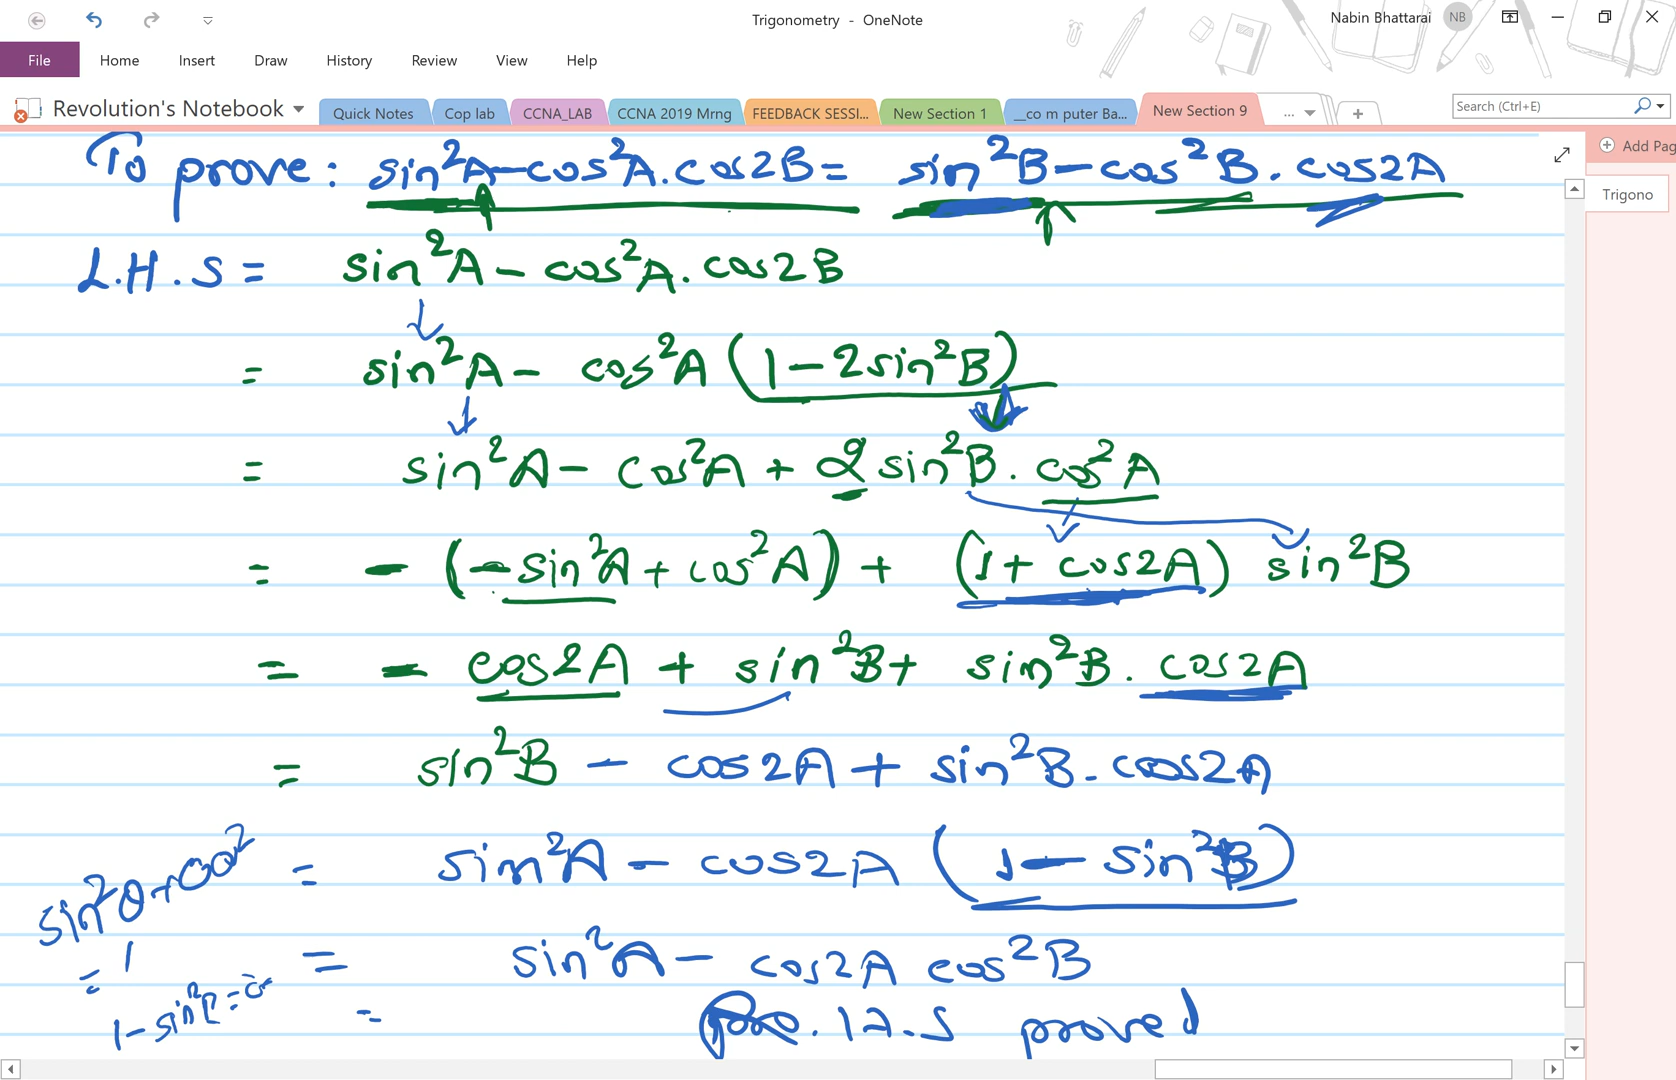 Trigonometry - OneNote
Nabin Bhattarai NB
File Home Insert Draw History Review View Help
Revolution's Notebook
Quick Notes Cop lab CCNA_LAB CCNA 2019 Mrng FEEDBACK SESSI... New Section 1 __co m puter Ba... New Section 9 ...
Search (Ctrl+E)
Add Pag
Trigono
To prove: sin²A-cos²A.cos2B= sin²B-cos²B.cos2A
L.H.S = sin²A - cos²A.cos2B
= sin²A - cos²A (1-2sin²B)
= sin²A - cos²A + 2 sin²B. cos²A
= - (-sin²A + cos²A) + (1 + cos2A) sin²B
= - cos2A + sin²B + sin²B. cos2A
= sin²B - cos2A + sin²B. cos2A
= sin²A - cos2A (1 - sin²B)
= sin²A - cos2A cos²B
= R.H.S proved
sin²θ+cos²
= 1